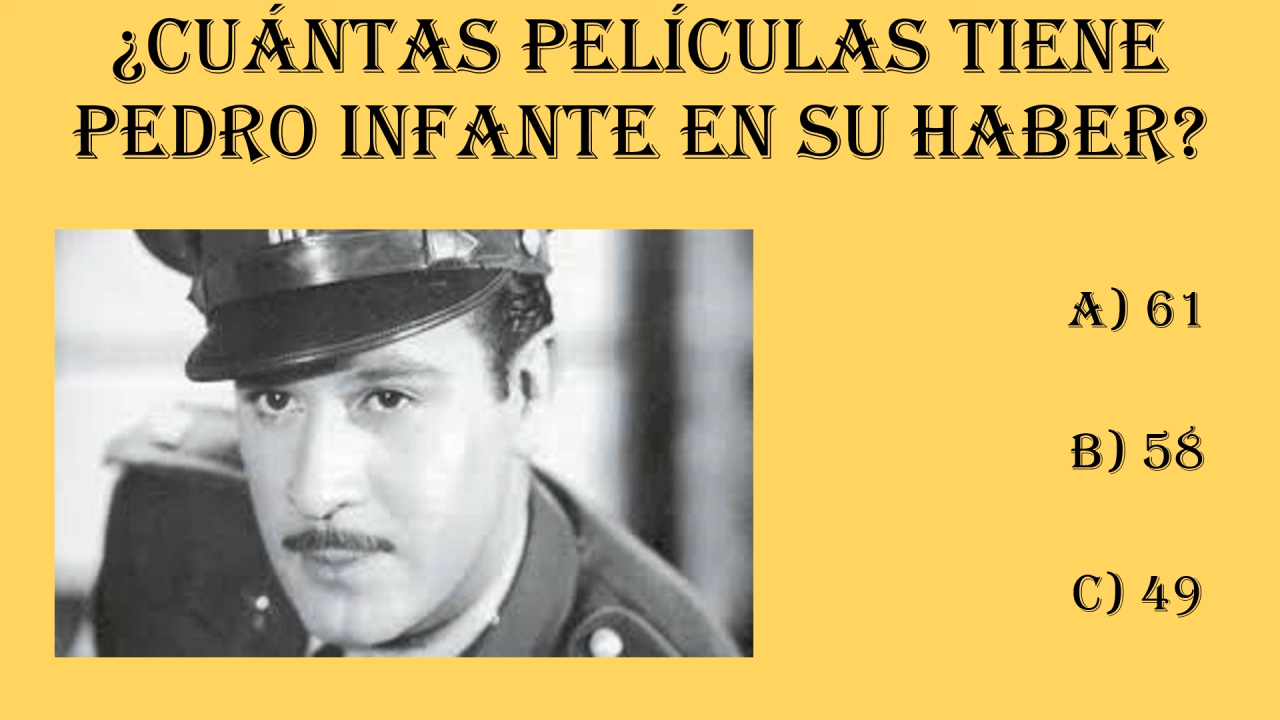 ¿CUÁNTAS PELÍCULAS TIENE
PEDRO INFANTE EN SU HABER?
A) 61
B) 58
C) 49